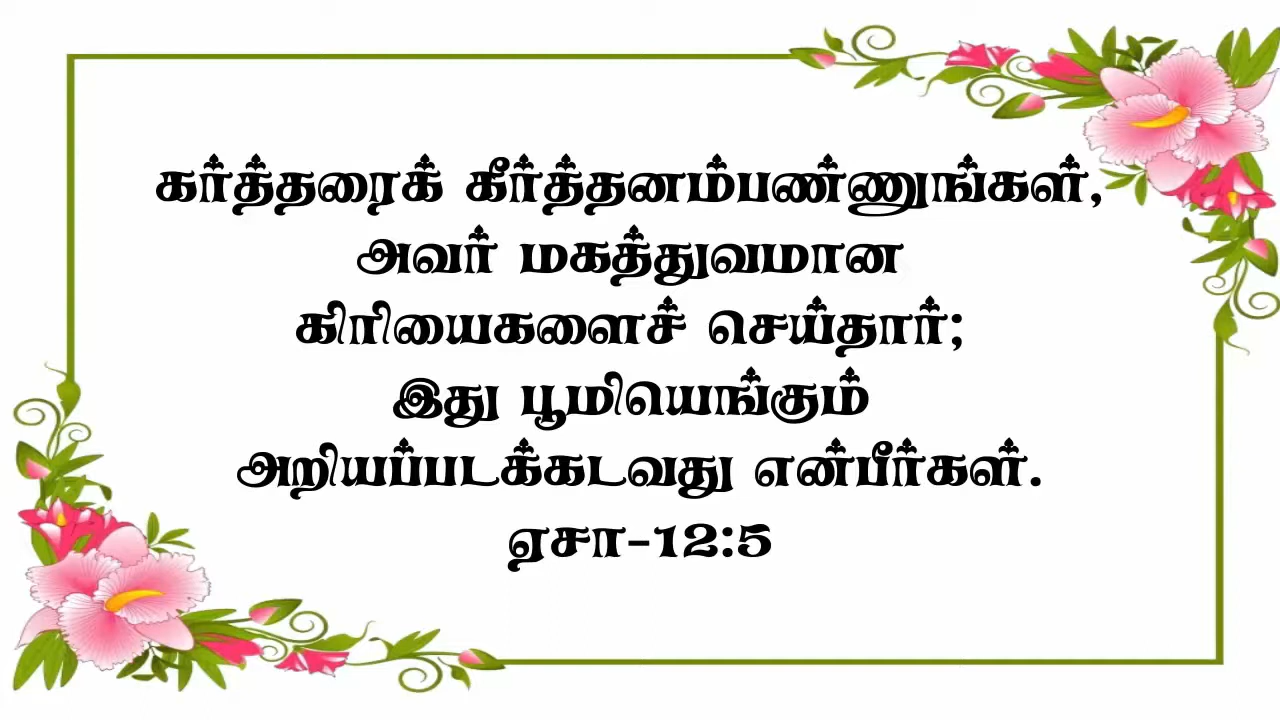 கர்த்தரைக் கீர்த்தனம்பண்ணுங்கள்,
அவர் மகத்துவமான
கிரியைகளைச் செய்தார்;
இது பூமியெங்கும்
அறியப்படக்கடவது என்பீர்கள்.
ஏசா-12:5